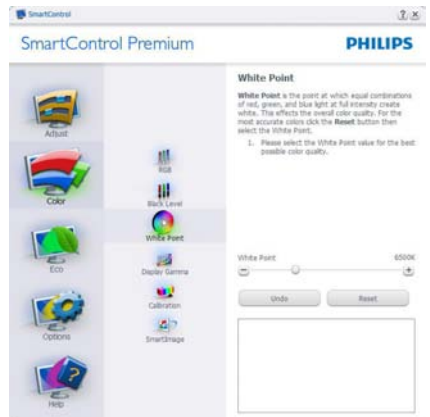 SmartControl
SmartControl Premium
PHILIPS
Adjust
Color
Eco
Options
Help
RGB
Black Level
White Point
Display Gamma
Calibration
SmartImage
White Point
White Point is the point at which equal combinations
of red, green, and blue light at full intensity create
white. This effects the overall color quality. For the
most accurate colors click the Reset button then
select the White Point.
1. Please select the White Point value for the best
possible color quality.
White Point 6500K
Undo Reset